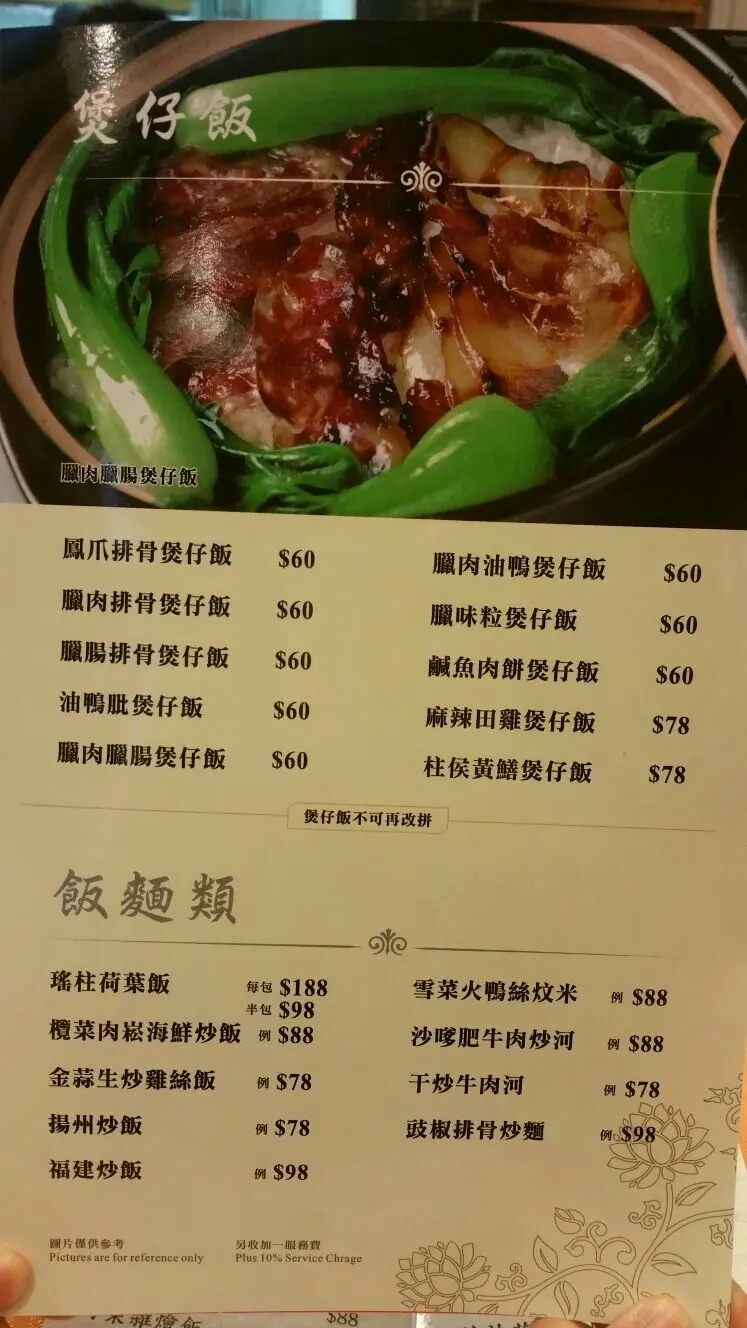 煲仔飯
臘肉臘腸煲仔飯
鳳爪排骨煲仔飯 $60
臘肉排骨煲仔飯 $60
臘腸排骨煲仔飯 $60
油鴨肶煲仔飯 $60
臘肉臘腸煲仔飯 $60
臘肉油鴨煲仔飯 $60
臘味粒煲仔飯 $60
鹹魚肉餅煲仔飯 $60
麻辣田雞煲仔飯 $78
柱侯黃鱔煲仔飯 $78
煲仔飯不可再改拼
飯麵類
瑤柱荷葉飯 每包 $188
半包 $98
欖菜肉崧海鮮炒飯 例 $88
金蒜生炒雞絲飯 例 $78
揚州炒飯 例 $78
福建炒飯 例 $98
雪菜火鴨絲炆米 例 $88
沙嗲肥牛肉炒河 例 $88
干炒牛肉河 例 $78
豉椒排骨炒麵 例 $98
圖片僅供參考
Pictures are for reference only
另收加一服務費
Plus 10% Service Chrage
$88